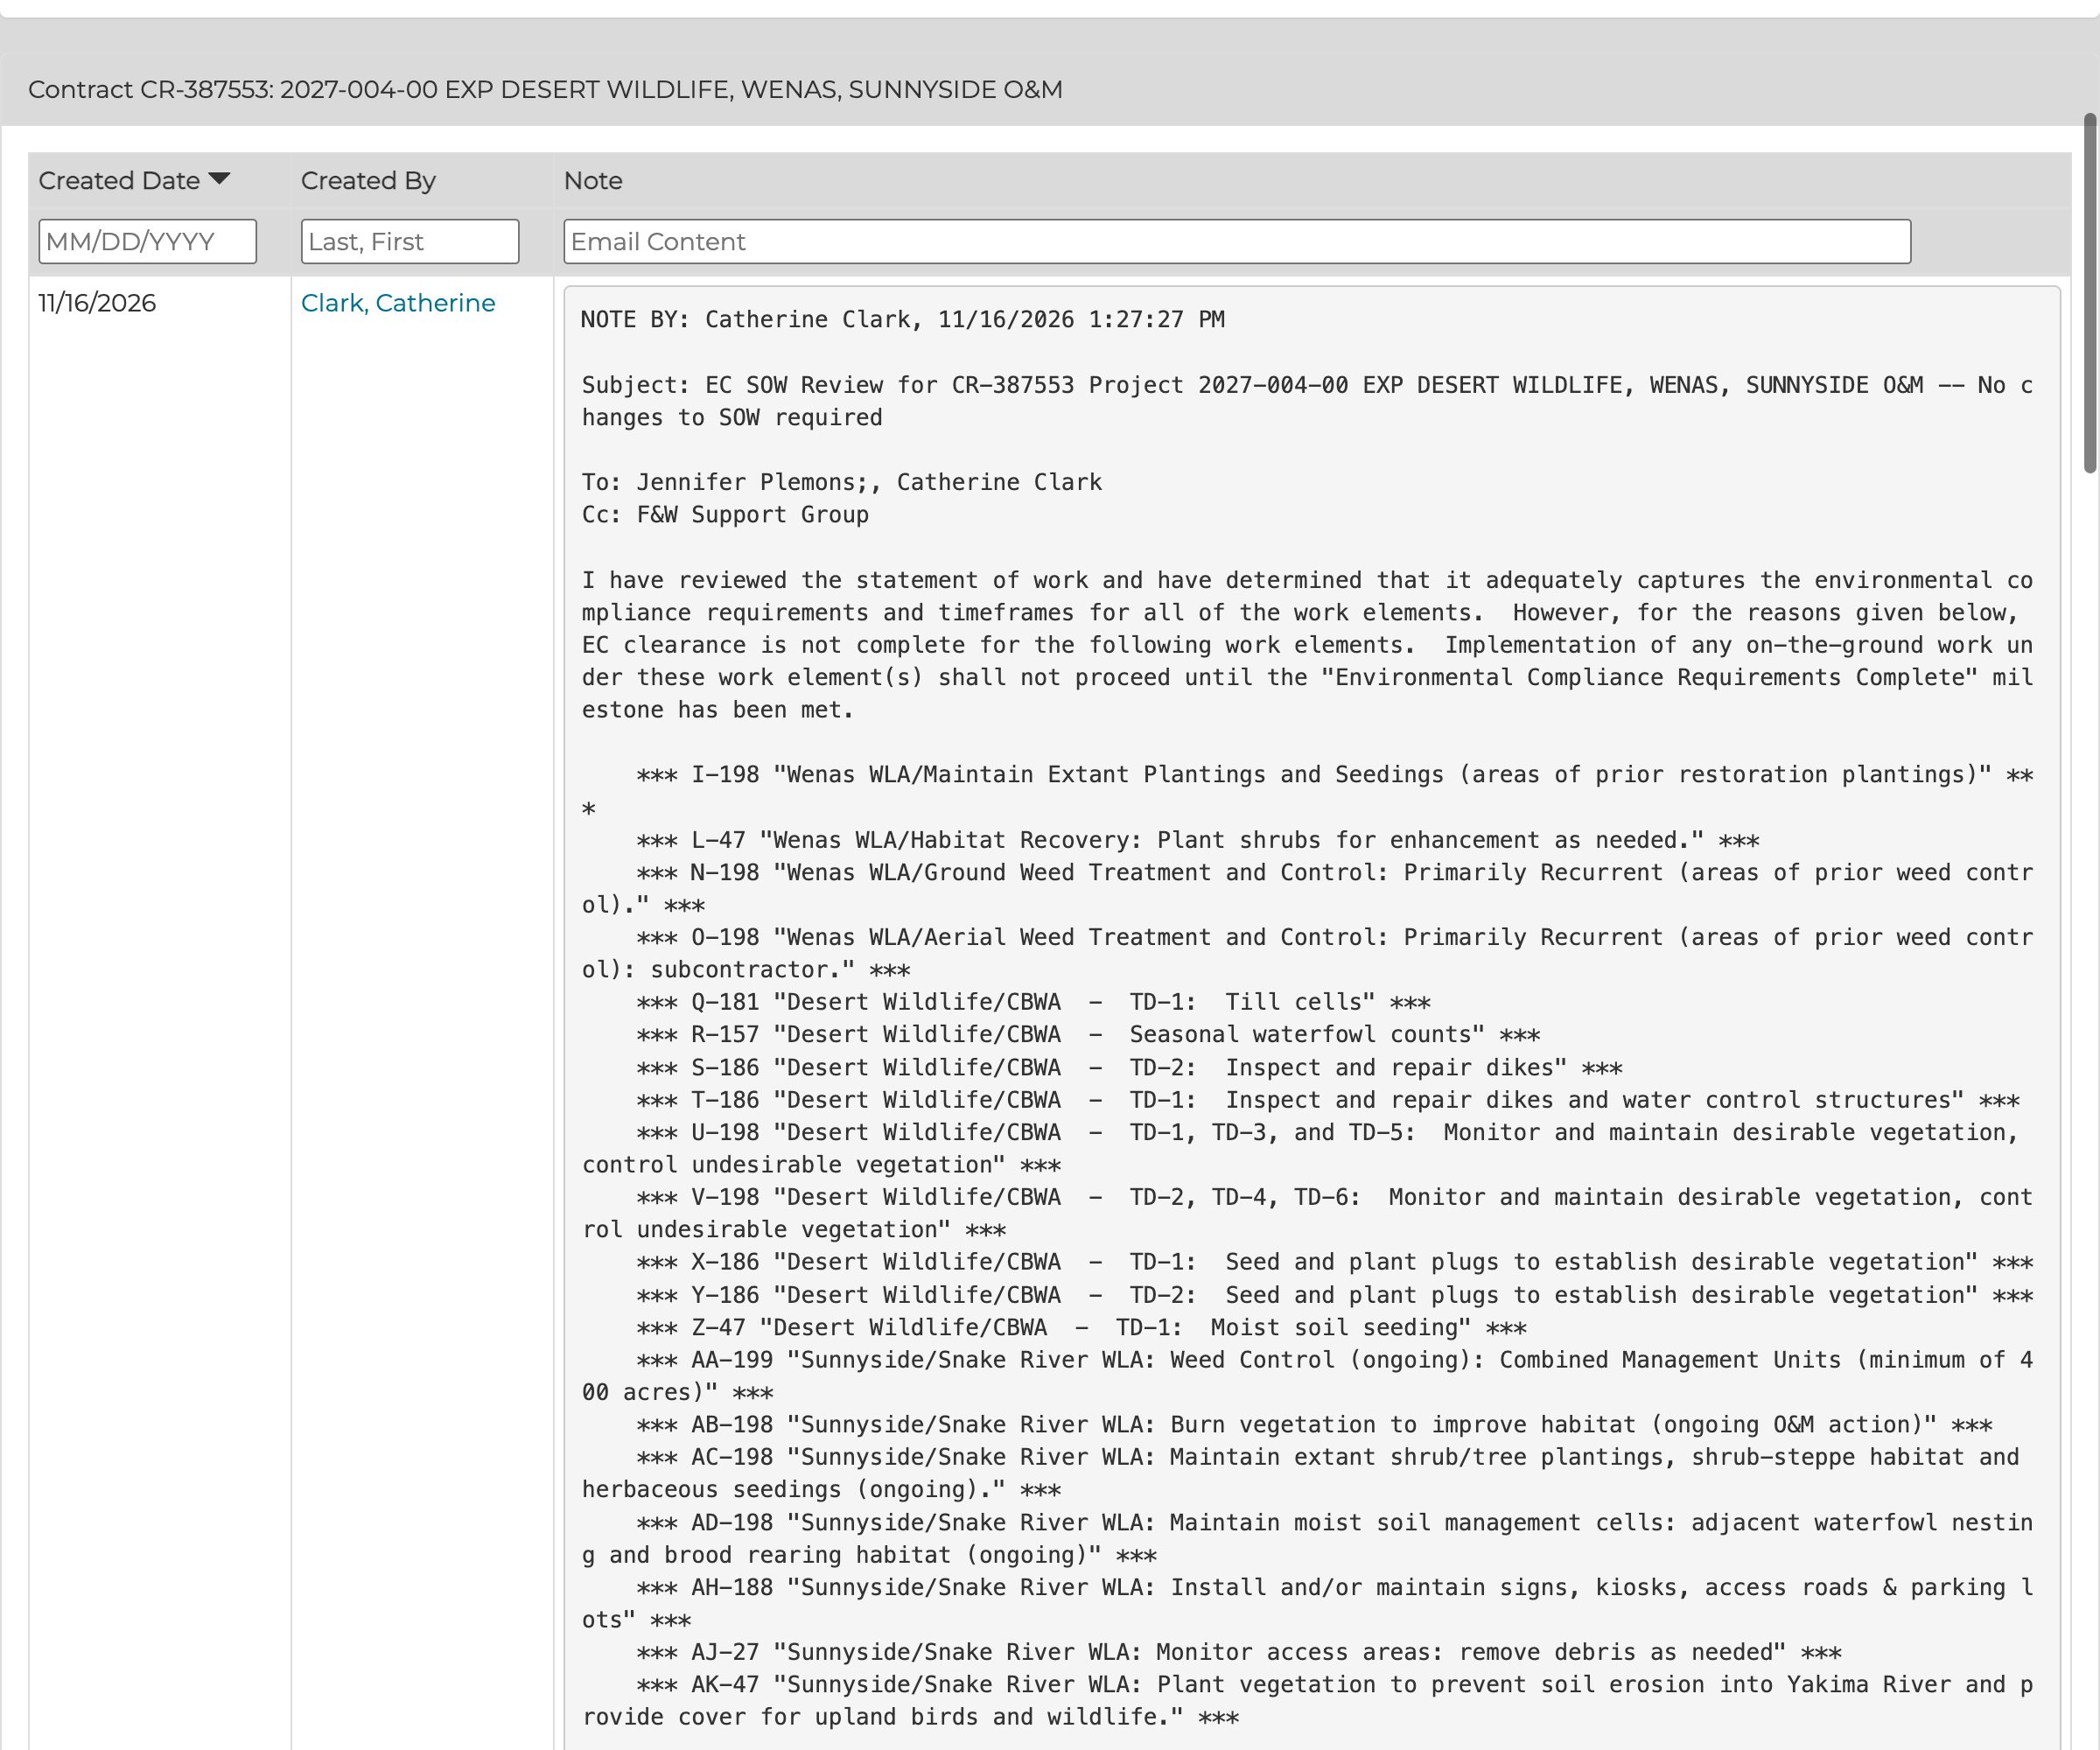 Contract CR-387553: 2027-004-00 EXP DESERT WILDLIFE, WENAS, SUNNYSIDE O&M
Created Date Created By Note
MM/DD/YYYY Last, First Email Content
11/16/2026 Clark, Catherine
NOTE BY: Catherine Clark, 11/16/2026 1:27:27 PM
Subject: EC SOW Review for CR-387553 Project 2027-004-00 EXP DESERT WILDLIFE, WENAS, SUNNYSIDE O&M -- No c
hanges to SOW required
To: Jennifer Plemons;, Catherine Clark
Cc: F&W Support Group
I have reviewed the statement of work and have determined that it adequately captures the environmental co
mpliance requirements and timeframes for all of the work elements.  However, for the reasons given below,
EC clearance is not complete for the following work elements.  Implementation of any on-the-ground work un
der these work element(s) shall not proceed until the "Environmental Compliance Requirements Complete" mil
estone has been met.
*** I-198 "Wenas WLA/Maintain Extant Plantings and Seedings (areas of prior restoration plantings)" **
*
*** L-47 "Wenas WLA/Habitat Recovery: Plant shrubs for enhancement as needed." ***
*** N-198 "Wenas WLA/Ground Weed Treatment and Control: Primarily Recurrent (areas of prior weed contr
ol)." ***
*** O-198 "Wenas WLA/Aerial Weed Treatment and Control: Primarily Recurrent (areas of prior weed contr
ol): subcontractor." ***
*** Q-181 "Desert Wildlife/CBWA  -  TD-1:  Till cells" ***
*** R-157 "Desert Wildlife/CBWA  -  Seasonal waterfowl counts" ***
*** S-186 "Desert Wildlife/CBWA  -  TD-2:  Inspect and repair dikes" ***
*** T-186 "Desert Wildlife/CBWA  -  TD-1:  Inspect and repair dikes and water control structures" ***
*** U-198 "Desert Wildlife/CBWA  -  TD-1, TD-3, and TD-5:  Monitor and maintain desirable vegetation,
control undesirable vegetation" ***
*** V-198 "Desert Wildlife/CBWA  -  TD-2, TD-4, TD-6:  Monitor and maintain desirable vegetation, cont
rol undesirable vegetation" ***
*** X-186 "Desert Wildlife/CBWA  -  TD-1:  Seed and plant plugs to establish desirable vegetation" ***
*** Y-186 "Desert Wildlife/CBWA  -  TD-2:  Seed and plant plugs to establish desirable vegetation" ***
*** Z-47 "Desert Wildlife/CBWA  -  TD-1:  Moist soil seeding" ***
*** AA-199 "Sunnyside/Snake River WLA: Weed Control (ongoing): Combined Management Units (minimum of 4
00 acres)" ***
*** AB-198 "Sunnyside/Snake River WLA: Burn vegetation to improve habitat (ongoing O&M action)" ***
*** AC-198 "Sunnyside/Snake River WLA: Maintain extant shrub/tree plantings, shrub-steppe habitat and
herbaceous seedings (ongoing)." ***
*** AD-198 "Sunnyside/Snake River WLA: Maintain moist soil management cells: adjacent waterfowl nestin
g and brood rearing habitat (ongoing)" ***
*** AH-188 "Sunnyside/Snake River WLA: Install and/or maintain signs, kiosks, access roads & parking l
ots" ***
*** AJ-27 "Sunnyside/Snake River WLA: Monitor access areas: remove debris as needed" ***
*** AK-47 "Sunnyside/Snake River WLA: Plant vegetation to prevent soil erosion into Yakima River and p
rovide cover for upland birds and wildlife." ***